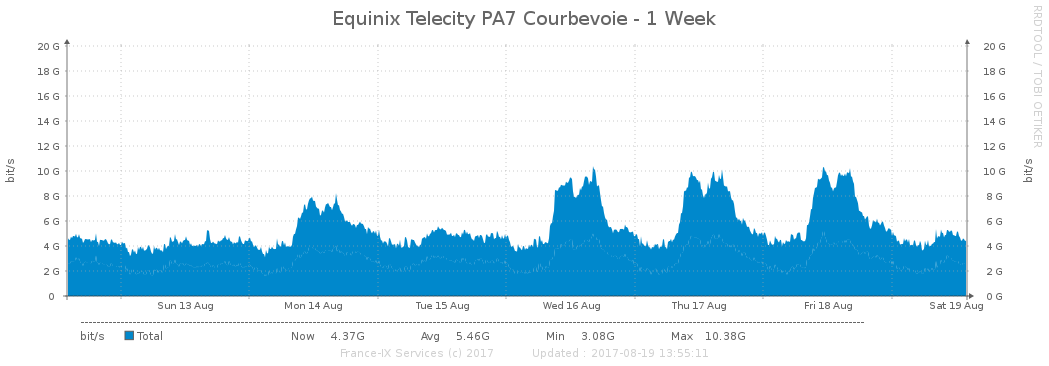 Equinix Telecity PA7 Courbevoie - 1 Week
RRDTOOL / TOBI OETIKER
bit/s
20 G 20 G
18 G 18 G
16 G 16 G
14 G 14 G
12 G 12 G
10 G 10 G
8 G 8 G
6 G 6 G
4 G 4 G
2 G 2 G
0 0 G
bit/s
Sun 13 Aug Mon 14 Aug Tue 15 Aug Wed 16 Aug Thu 17 Aug Fri 18 Aug Sat 19 Aug
bit/s Total Now 4.37G Avg 5.46G Min 3.08G Max 10.38G
France-IX Services (c) 2017 Updated : 2017-08-19 13:55:11